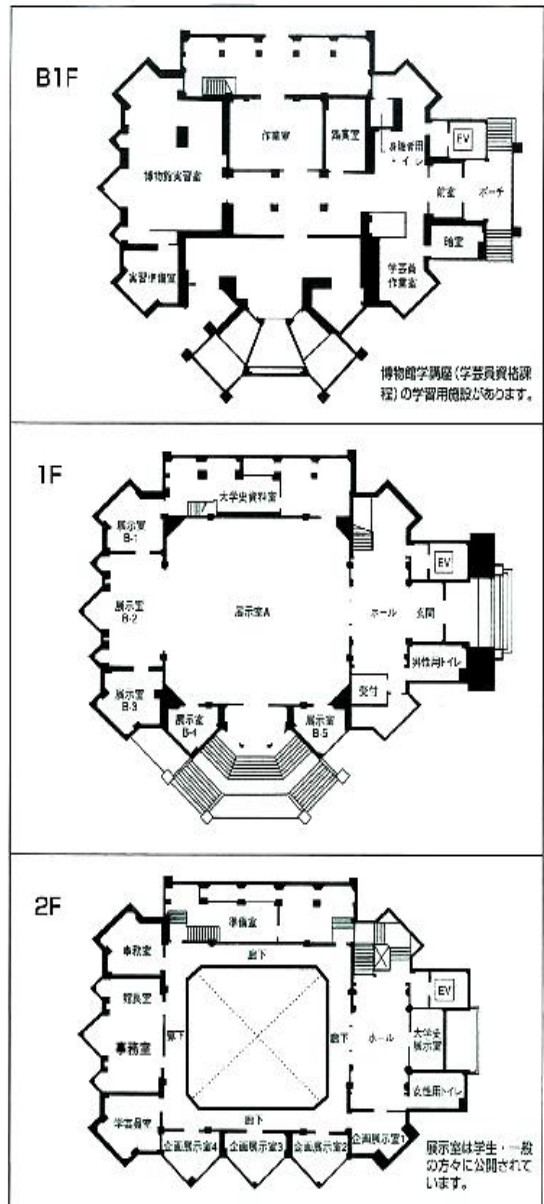 B1F
作業室
EV
身障者用
トイレ
博物館実習室
前室
ポーチ
暗室
実習準備室
学芸員
作業室
博物館学講座（学芸員資格課
程）の学習用施設があります。
1F
大学史資料室
展示室
B-1
EV
展示室
B-2
展示室A
ホール
玄関
男性用トイレ
展示室
B-3
受付
展示室
B-4
展示室
B-5
2F
準備室
事務室
廊下
EV
館長室
事務室
廊下
廊下
ホール
大学史
展示室
女性用トイレ
学芸員室
廊下
企画展示室4
企画展示室3
企画展示室2
企画展示室1
展示室は学生・一般
の方々に公開されて
います。